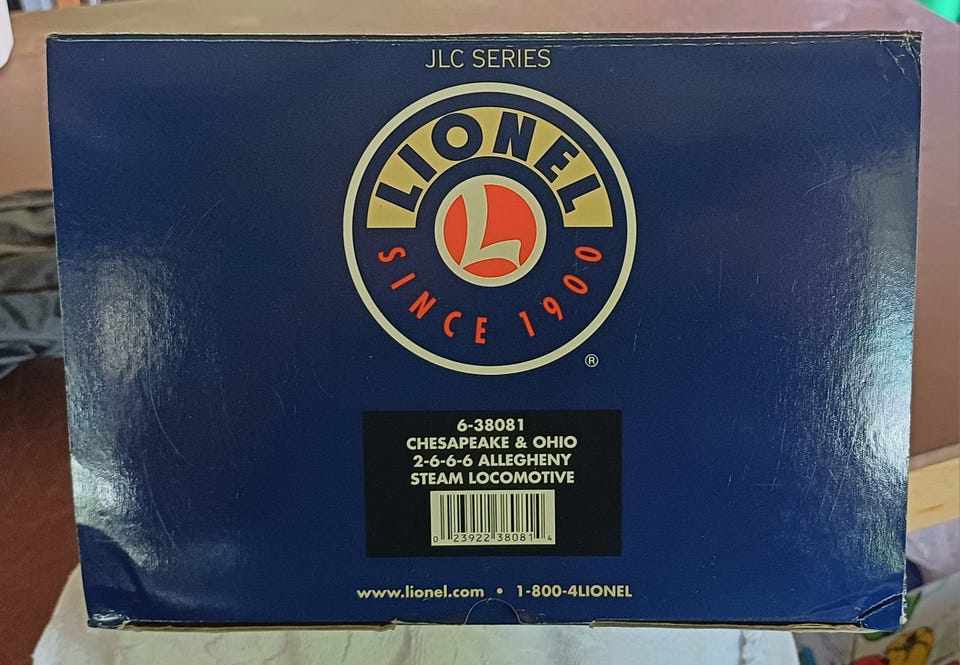 JLC SERIES
LIONEL
L
SINCE 1900
®
6-38081
CHESAPEAKE & OHIO
2-6-6-6 ALLEGHENY
STEAM LOCOMOTIVE
0 23922 38081 4
www.lionel.com • 1-800-4LIONEL